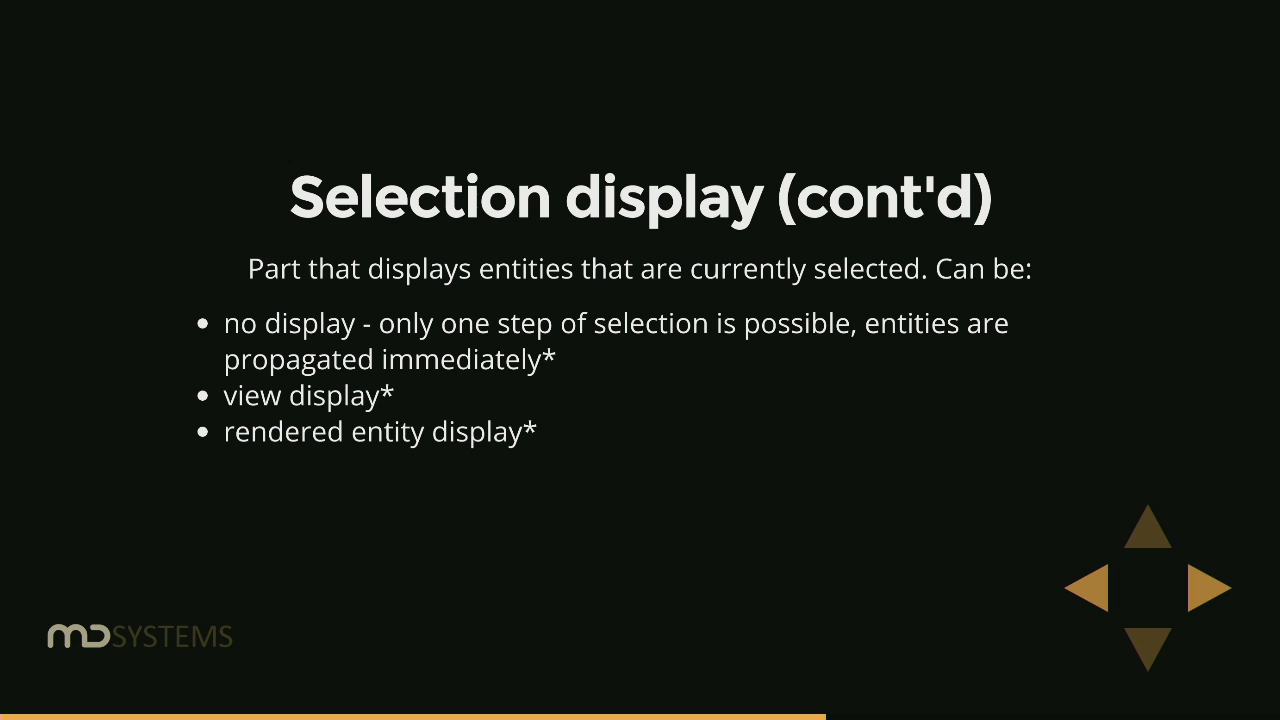 Selection display (cont'd)
Part that displays entities that are currently selected. Can be:
• no display - only one step of selection is possible, entities are
propagated immediately*
• view display*
• rendered entity display*
MD SYSTEMS